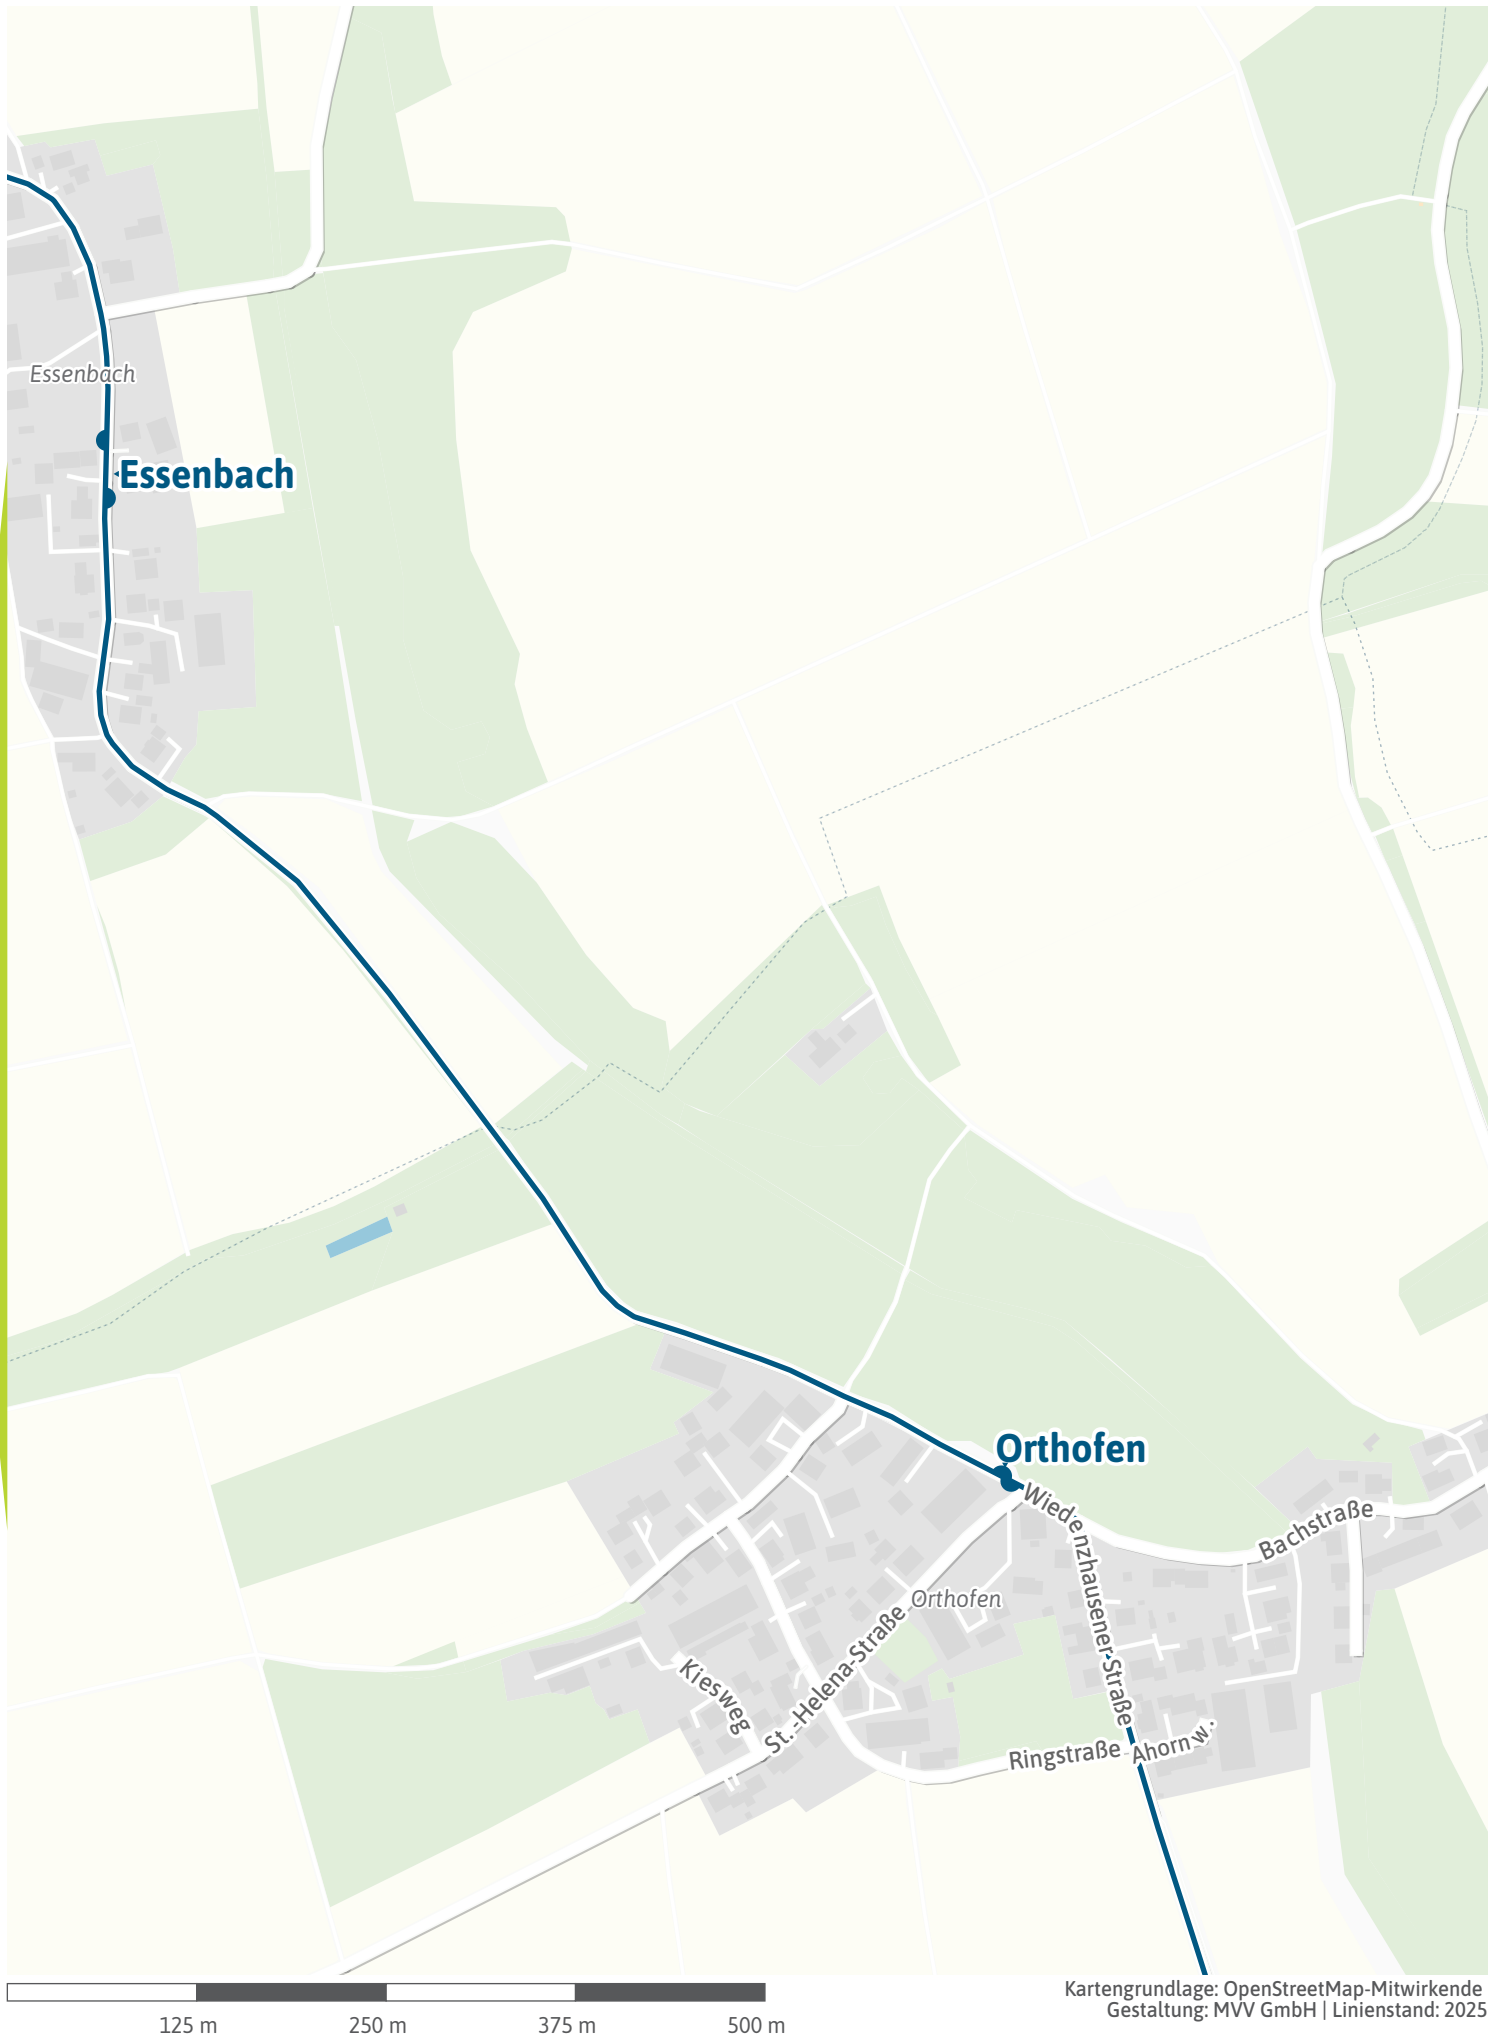 Essenbach
Essenbach
Orthofen
Wiedenzhausener Straße
Bachstraße
Orthofen
St.-Helena-Straße
Kiesweg
Ringstraße
Ahornw.
Kartengrundlage: OpenStreetMap-Mitwirkende
Gestaltung: MVV GmbH | Linienstand: 2025
125 m
250 m
375 m
500 m